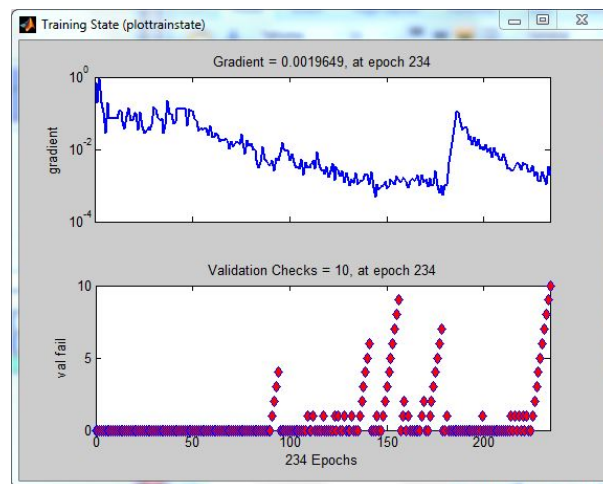 Training State (plottrainstate)
Gradient = 0.0019649, at epoch 234
10^0
10^-2
10^-4
gradient
Validation Checks = 10, at epoch 234
10
5
0
val fail
0 50 100 150 200
234 Epochs